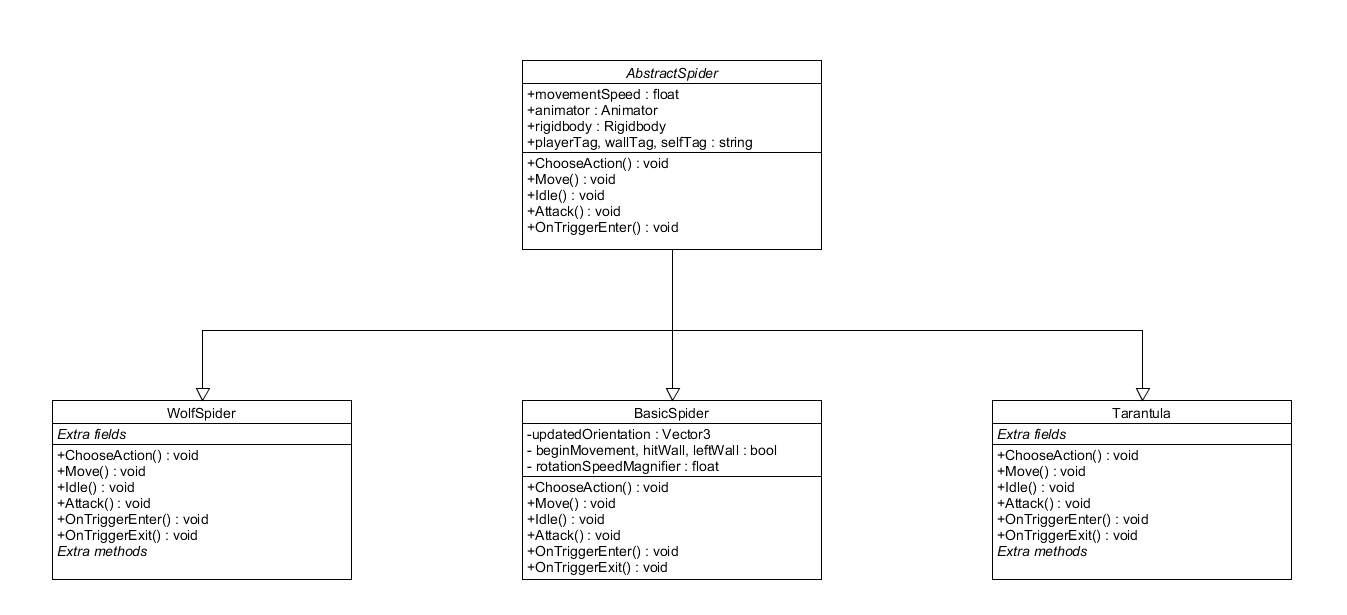 AbstractSpider
+movementSpeed : float
+animator : Animator
+rigidbody : Rigidbody
+playerTag, wallTag, selfTag : string
+ChooseAction() : void
+Move() : void
+Idle() : void
+Attack() : void
+OnTriggerEnter() : void
WolfSpider
Extra fields
+ChooseAction() : void
+Move() : void
+Idle() : void
+Attack() : void
+OnTriggerEnter() : void
+OnTriggerExit() : void
Extra methods
BasicSpider
-updatedOrientation : Vector3
- beginMovement, hitWall, leftWall : bool
- rotationSpeedMagnifier : float
+ChooseAction() : void
+Move() : void
+Idle() : void
+Attack() : void
+OnTriggerEnter() : void
+OnTriggerExit() : void
Tarantula
Extra fields
+ChooseAction() : void
+Move() : void
+Idle() : void
+Attack() : void
+OnTriggerEnter() : void
+OnTriggerExit() : void
Extra methods